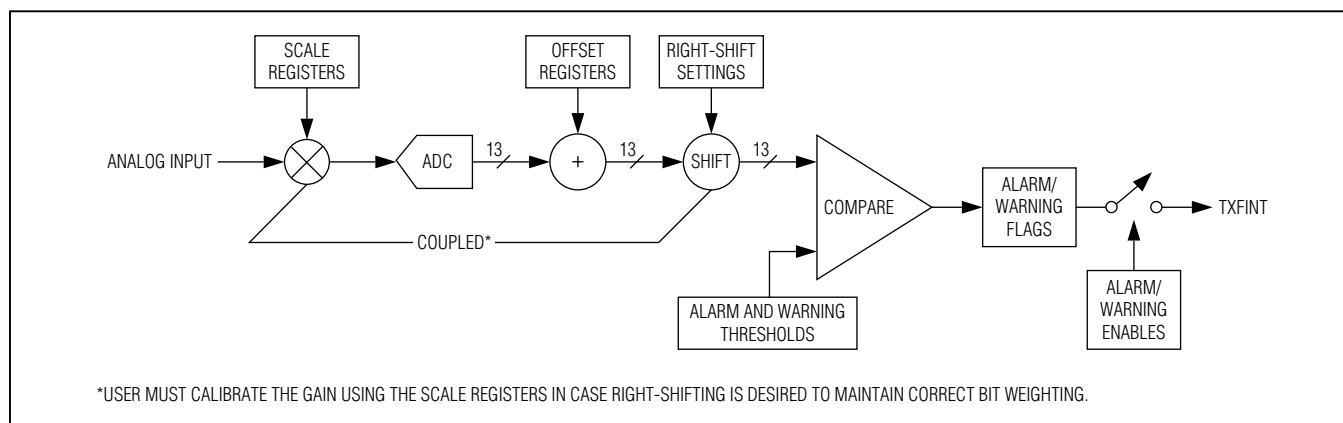 SCALE
REGISTERS
OFFSET
REGISTERS
RIGHT-SHIFT
SETTINGS
ANALOG INPUT
ADC
13
+
13
SHIFT
13
COMPARE
ALARM/
WARNING
FLAGS
TXFINT
COUPLED*
ALARM AND WARNING
THRESHOLDS
ALARM/
WARNING
ENABLES
*USER MUST CALIBRATE THE GAIN USING THE SCALE REGISTERS IN CASE RIGHT-SHIFTING IS DESIRED TO MAINTAIN CORRECT BIT WEIGHTING.